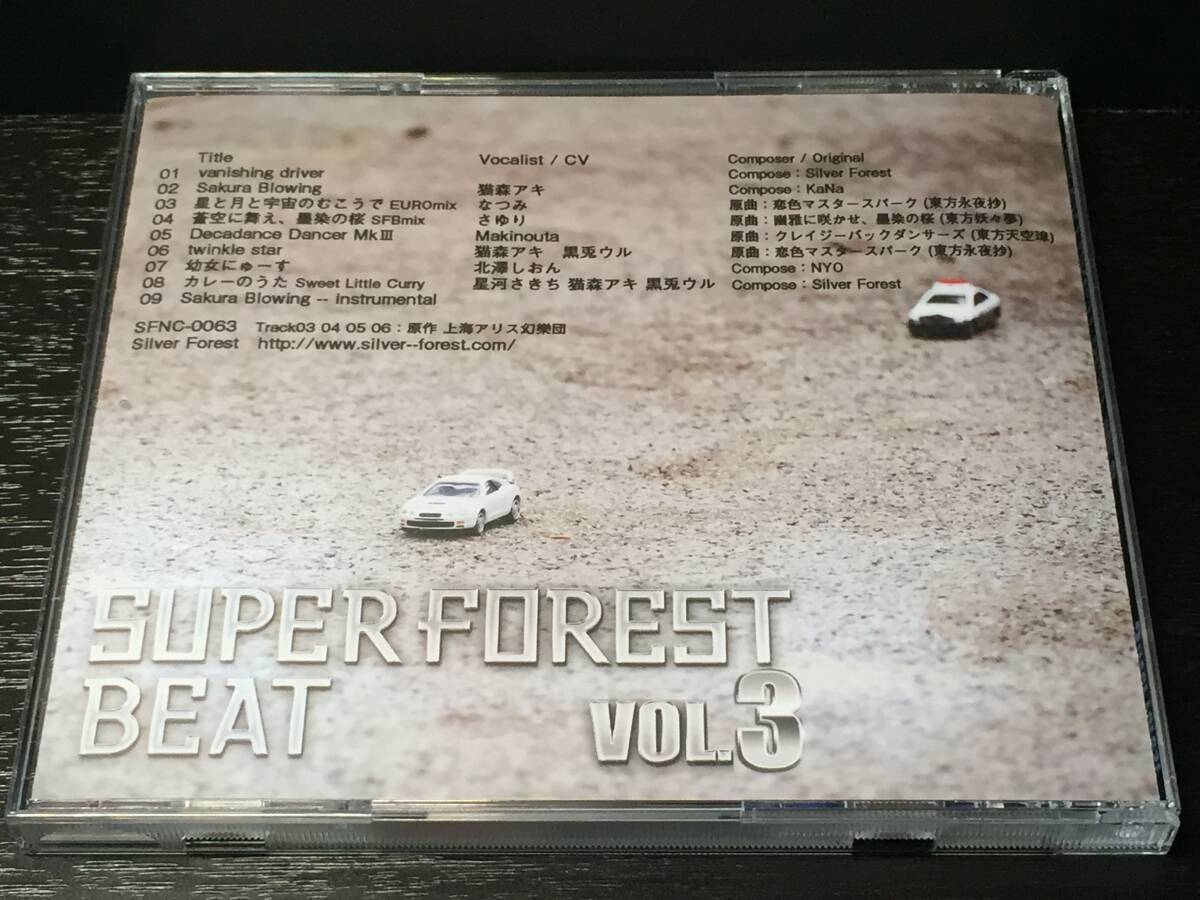 Title Vocalist / CV Composer / Original
01 vanishing driver Compose : Silver Forest
02 Sakura Blowing 猫森アキ Compose : KaNa
03 星と月と宇宙のむこうで EUROmix なつみ 原曲 : 恋色マスタースパーク (東方永夜抄)
04 蒼空に舞え、墨染の桜 SFBmix さゆり 原曲 : 幽雅に咲かせ、墨染の桜 (東方妖々夢)
05 Decadance Dancer MkⅢ Makinouta 原曲 : クレイジーバックダンサーズ (東方天空璋)
06 twinkle star 猫森アキ 黒兎ウル 原曲 : 恋色マスタースパーク (東方永夜抄)
07 幼女にゅーす 北澤しおん Compose : NYO
08 カレーのうた Sweet Little Curry 星河さきち 猫森アキ 黒兎ウル Compose : Silver Forest
09 Sakura Blowing -- instrumental
SFNC-0063 Track03 04 05 06 : 原作 上海アリス幻樂団
Silver Forest http://www.silver--forest.com/
SUPER FOREST
BEAT VOL.3